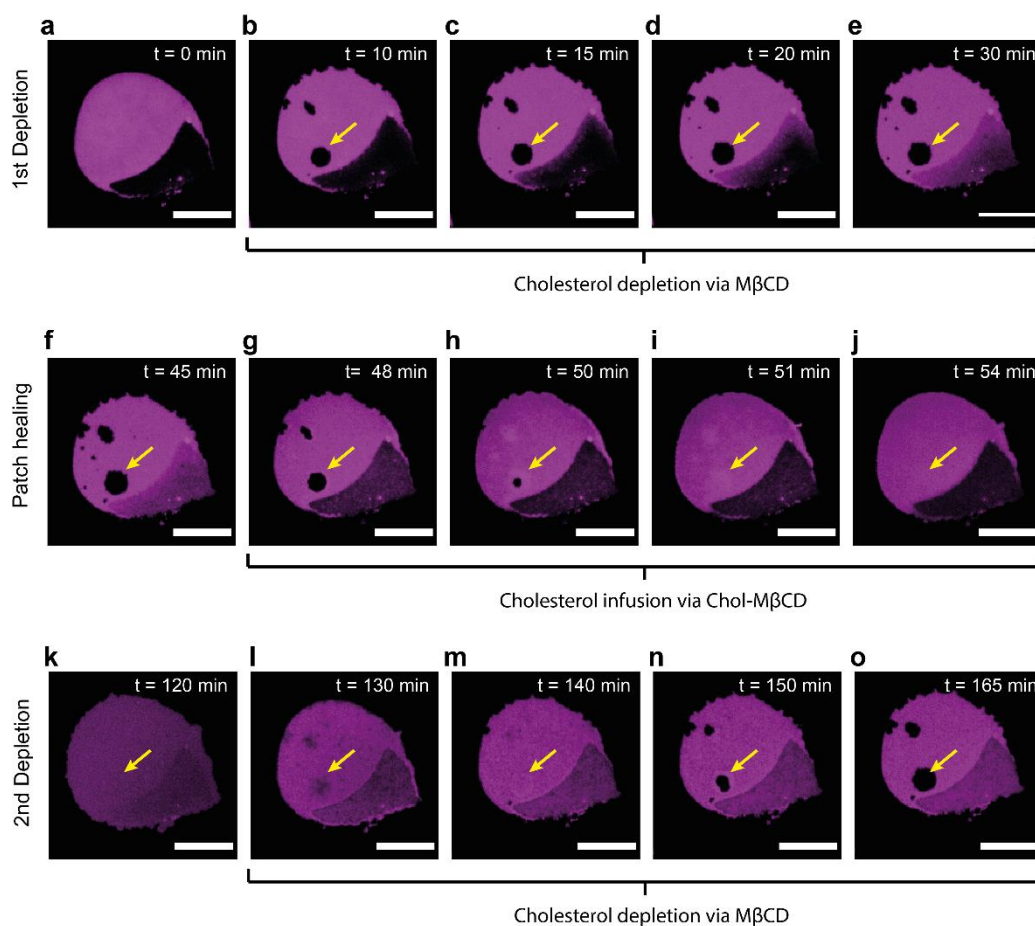 a b c d e
t = 0 min t = 10 min t = 15 min t = 20 min t = 30 min
1st Depletion
Cholesterol depletion via MβCD
f g h i j
t = 45 min t= 48 min t = 50 min t = 51 min t = 54 min
Patch healing
Cholesterol infusion via Chol-MβCD
k l m n o
t = 120 min t = 130 min t = 140 min t = 150 min t = 165 min
2nd Depletion
Cholesterol depletion via MβCD